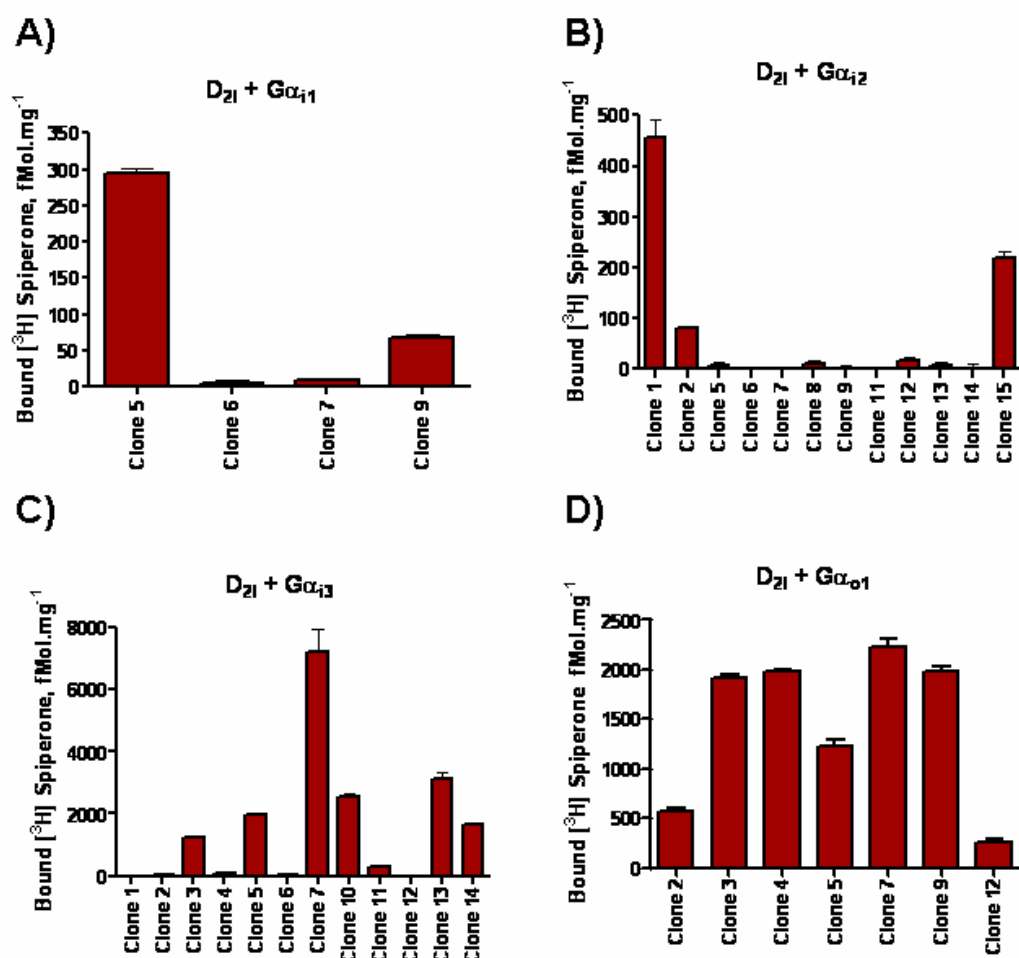 A)
D2l + Gαi1
Bound [3H] Spiperone, fMol.mg-1
350
300
250
200
150
100
50
0
Clone 5
Clone 6
Clone 7
Clone 9
B)
D2l + Gαi2
Bound [3H] Spiperone, fMol.mg-1
500
400
300
200
100
0
Clone 1
Clone 2
Clone 5
Clone 6
Clone 7
Clone 8
Clone 9
Clone 11
Clone 12
Clone 13
Clone 14
Clone 15
C)
D2l + Gαi3
Bound [3H] Spiperone, fMol.mg-1
8000
6000
4000
2000
0
Clone 1
Clone 2
Clone 3
Clone 4
Clone 5
Clone 6
Clone 7
Clone 10
Clone 11
Clone 12
Clone 13
Clone 14
D)
D2l + Gαo1
Bound [3H] Spiperone fMol.mg-1
2500
2000
1500
1000
500
0
Clone 2
Clone 3
Clone 4
Clone 5
Clone 7
Clone 9
Clone 12